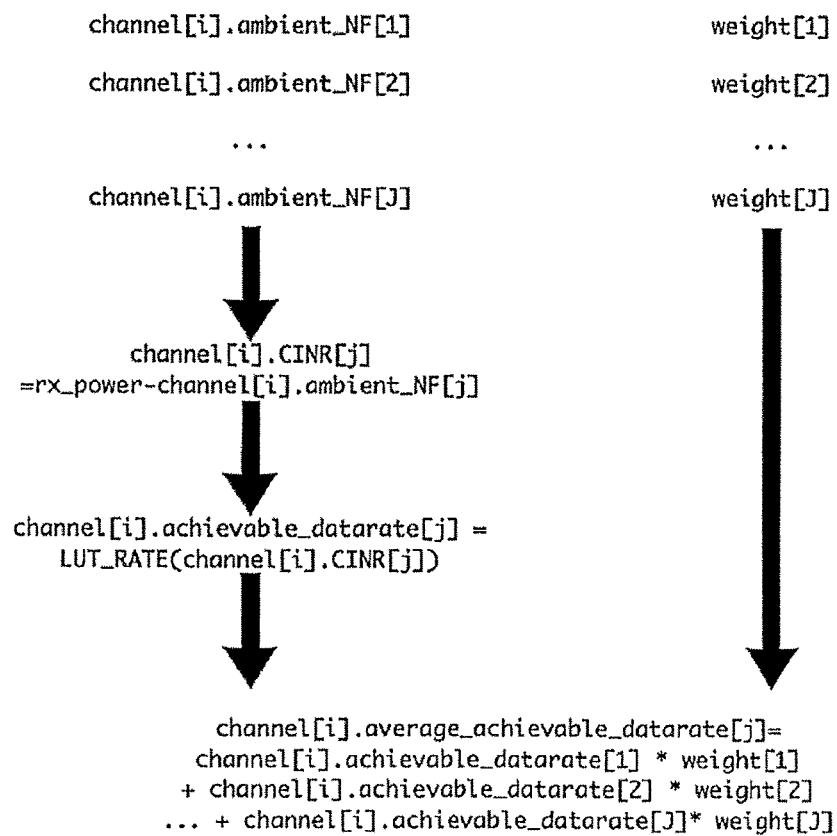 channel[i].ambient_NF[1] weight[1]
channel[i].ambient_NF[2] weight[2]
... ...
channel[i].ambient_NF[J] weight[J]
channel[i].CINR[j]
=rx_power-channel[i].ambient_NF[j]
channel[i].achievable_datarate[j] =
LUT_RATE(channel[i].CINR[j])
channel[i].average_achievable_datarate[j]=
channel[i].achievable_datarate[1] * weight[1]
+ channel[i].achievable_datarate[2] * weight[2]
... + channel[i].achievable_datarate[J]* weight[J]